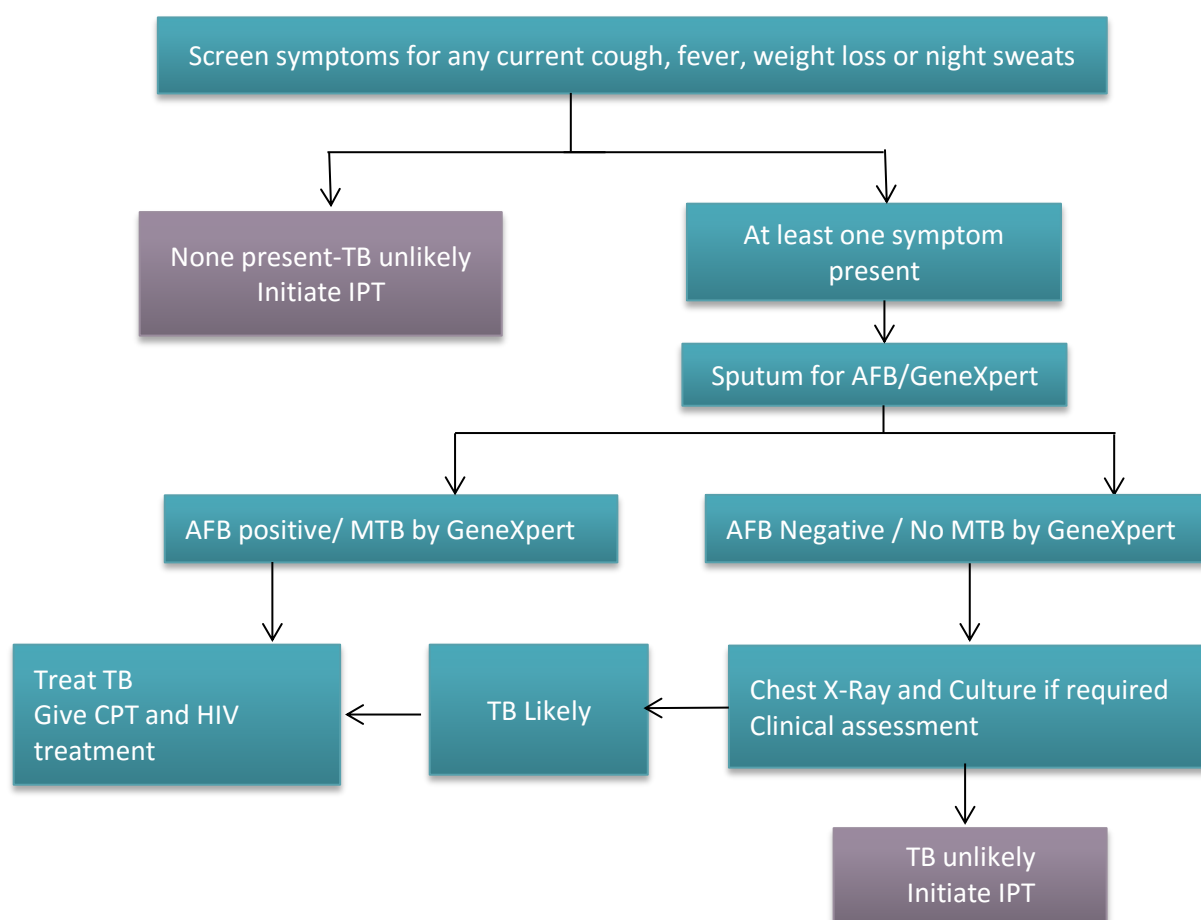 Screen symptoms for any current cough, fever, weight loss or night sweats
None present-TB unlikely
Initiate IPT
At least one symptom
present
Sputum for AFB/GeneXpert
AFB positive/ MTB by GeneXpert
AFB Negative / No MTB by GeneXpert
Treat TB
Give CPT and HIV
treatment
TB Likely
Chest X-Ray and Culture if required
Clinical assessment
TB unlikely
Initiate IPT